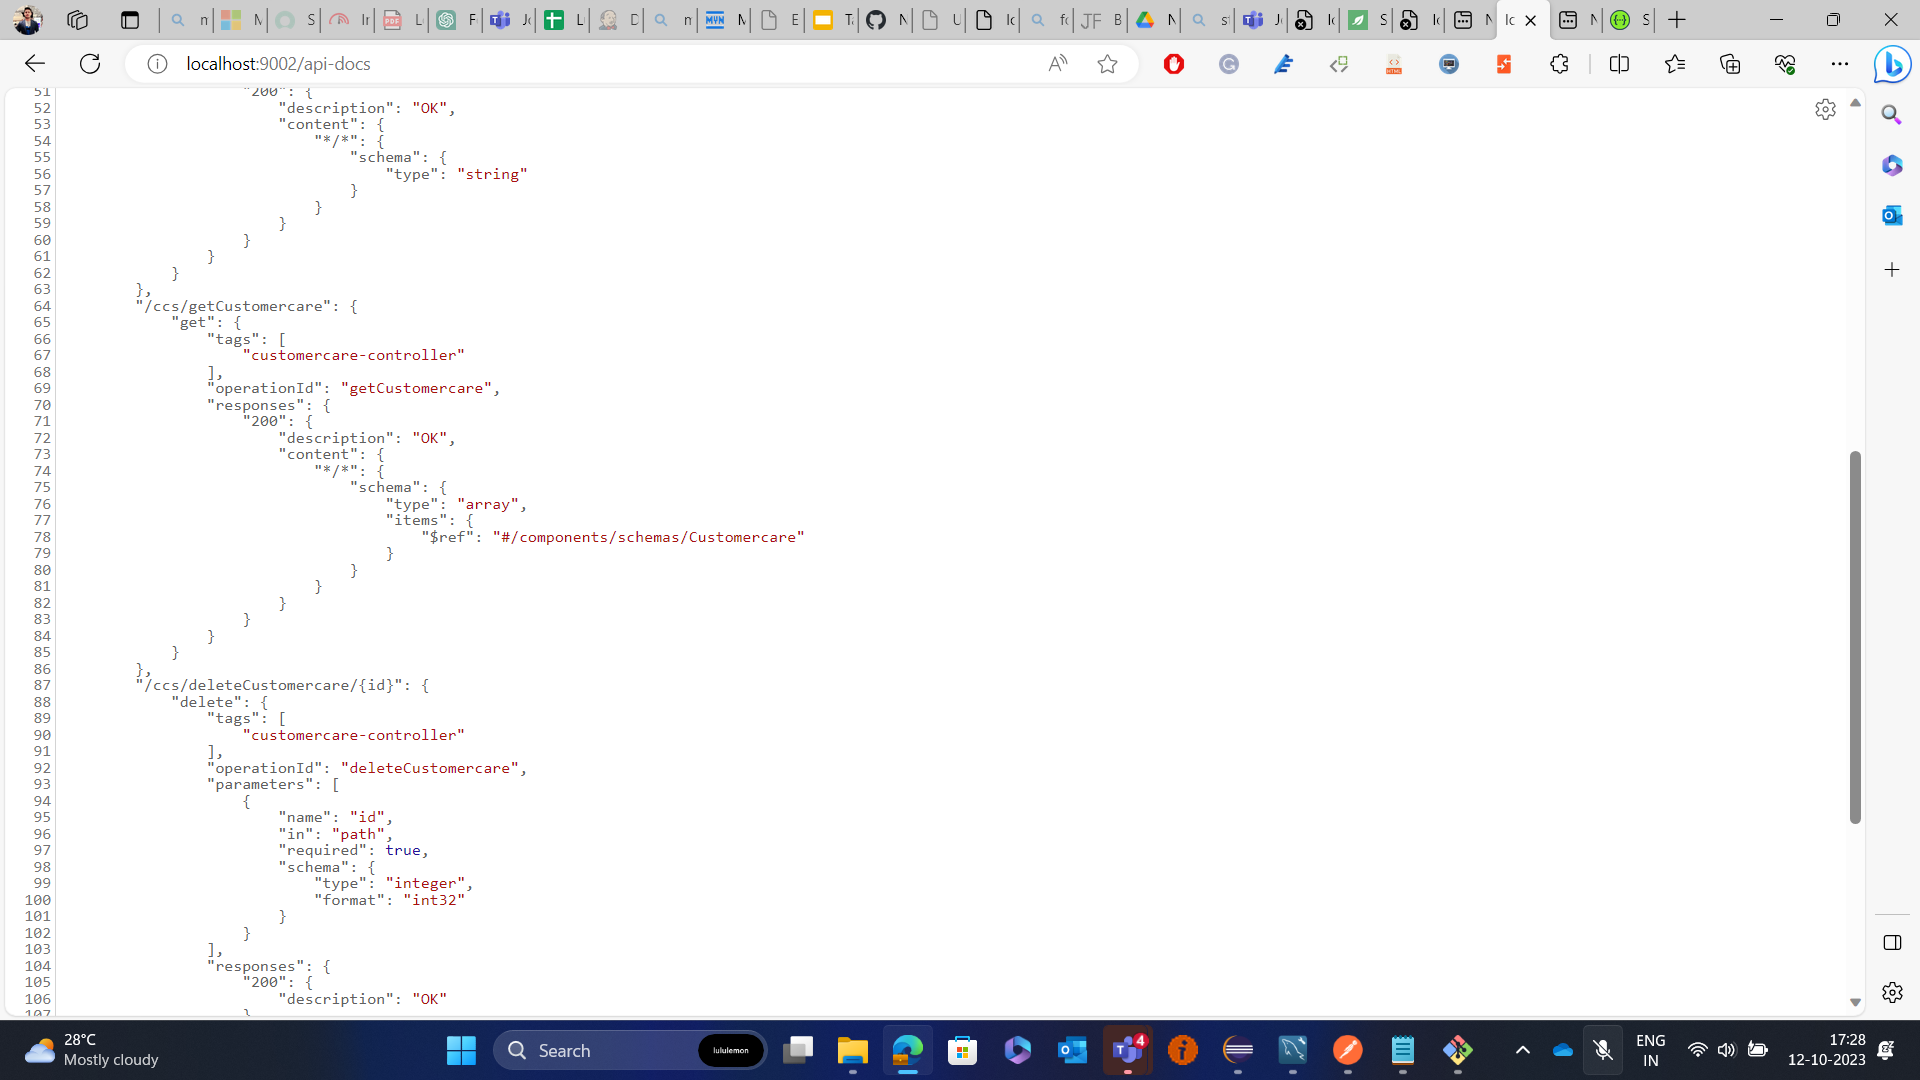 localhost:9002/api-docs
51 "200": {
52 "description": "OK",
53 "content": {
54 "*/*": {
55 "schema": {
56 "type": "string"
57 }
58 }
59 }
60 }
61 }
62 }
63 },
64 "/ccs/getCustomercare": {
65 "get": {
66 "tags": [
67 "customercare-controller"
68 ],
69 "operationId": "getCustomercare",
70 "responses": {
71 "200": {
72 "description": "OK",
73 "content": {
74 "*/*": {
75 "schema": {
76 "type": "array",
77 "items": {
78 "$ref": "#/components/schemas/Customercare"
79 }
80 }
81 }
82 }
83 }
84 }
85 }
86 },
87 "/ccs/deleteCustomercare/{id}": {
88 "delete": {
89 "tags": [
90 "customercare-controller"
91 ],
92 "operationId": "deleteCustomercare",
93 "parameters": [
94 {
95 "name": "id",
96 "in": "path",
97 "required": true,
98 "schema": {
99 "type": "integer",
100 "format": "int32"
101 }
102 }
103 ],
104 "responses": {
105 "200": {
106 "description": "OK"
107 }
28°C
Mostly cloudy
Search
lululemon
4
ENG
IN
17:28
12-10-2023